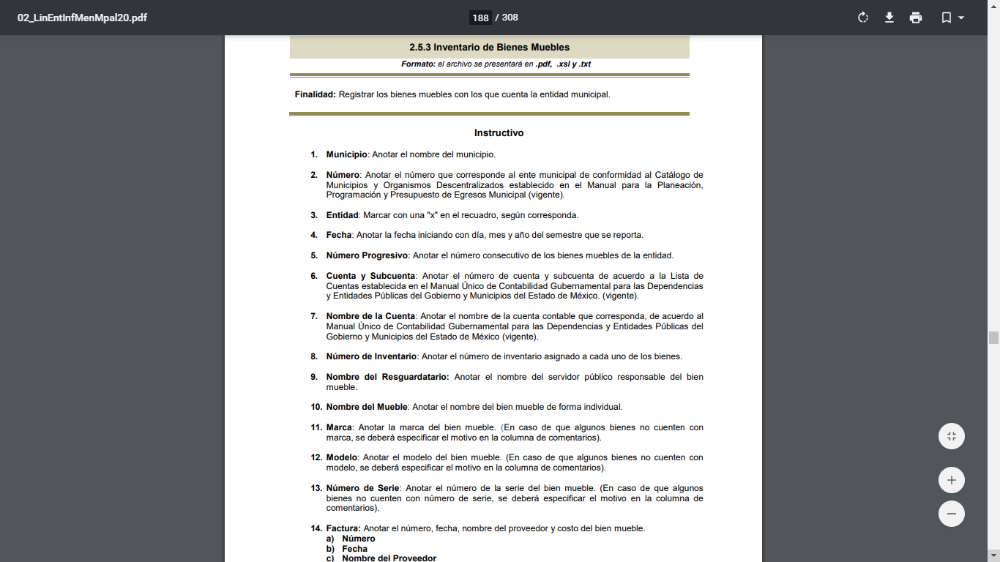 02_LinEntInfMenMpal20.pdf
188 / 308
2.5.3 Inventario de Bienes Muebles
Formato: el archivo se presentará en .pdf, .xsl y .txt
Finalidad: Registrar los bienes muebles con los que cuenta la entidad municipal.
Instructivo
1. Municipio: Anotar el nombre del municipio.
2. Número: Anotar el número que corresponde al ente municipal de conformidad al Catálogo de
Municipios y Organismos Descentralizados establecido en el Manual para la Planeación,
Programación y Presupuesto de Egresos Municipal (vigente).
3. Entidad: Marcar con una "x" en el recuadro, según corresponda.
4. Fecha: Anotar la fecha iniciando con día, mes y año del semestre que se reporta.
5. Número Progresivo: Anotar el número consecutivo de los bienes muebles de la entidad.
6. Cuenta y Subcuenta: Anotar el número de cuenta y subcuenta de acuerdo a la Lista de
Cuentas establecida en el Manual Único de Contabilidad Gubernamental para las Dependencias
y Entidades Públicas del Gobierno y Municipios del Estado de México. (vigente).
7. Nombre de la Cuenta: Anotar el nombre de la cuenta contable que corresponda, de acuerdo al
Manual Único de Contabilidad Gubernamental para las Dependencias y Entidades Públicas del
Gobierno y Municipios del Estado de México (vigente).
8. Número de Inventario: Anotar el número de inventario asignado a cada uno de los bienes.
9. Nombre del Resguardatario: Anotar el nombre del servidor público responsable del bien
mueble.
10. Nombre del Mueble: Anotar el nombre del bien mueble de forma individual.
11. Marca: Anotar la marca del bien mueble. (En caso de que algunos bienes no cuenten con
marca, se deberá especificar el motivo en la columna de comentarios).
12. Modelo: Anotar el modelo del bien mueble. (En caso de que algunos bienes no cuenten con
modelo, se deberá especificar el motivo en la columna de comentarios).
13. Número de Serie: Anotar el número de la serie del bien mueble. (En caso de que algunos
bienes no cuenten con número de serie, se deberá especificar el motivo en la columna de
comentarios).
14. Factura: Anotar el número, fecha, nombre del proveedor y costo del bien mueble.
a) Número
b) Fecha
c) Nombre del Proveedor